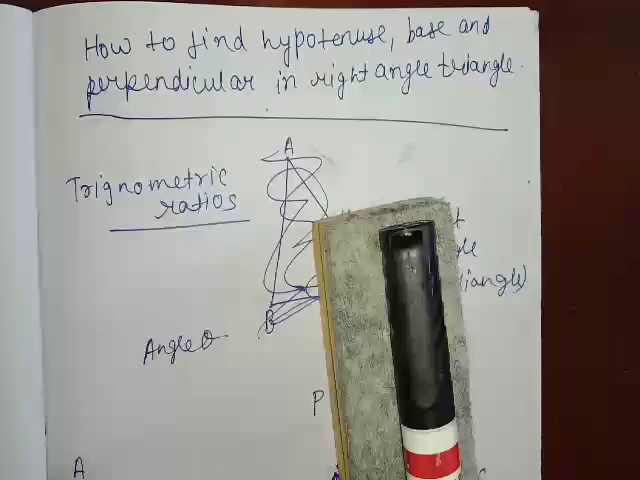 How to find hypotenuse, base and
perpendicular in right angle triangle.
Trignometric
ratios
A
B
Angle θ
P
A